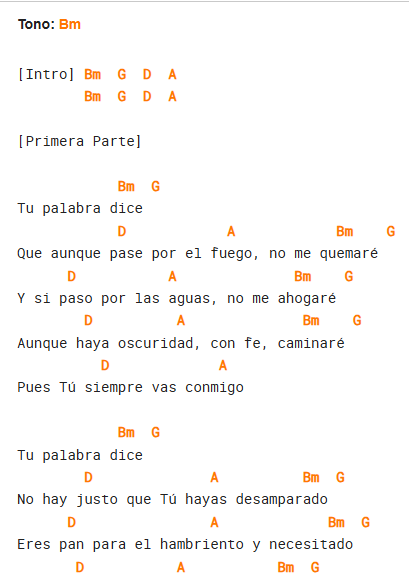 Tono: Bm
[Intro] Bm  G  D  A
        Bm  G  D  A
[Primera Parte]
            Bm  G
Tu palabra dice
            D            A            Bm    G
Que aunque pase por el fuego, no me quemaré
      D           A              Bm    G
Y si paso por las aguas, no me ahogaré
        D          A              Bm    G
Aunque haya oscuridad, con fe, caminaré
          D             A
Pues Tú siempre vas conmigo
            Bm  G
Tu palabra dice
        D              A          Bm  G
No hay justo que Tú hayas desamparado
      D                A             Bm  G
Eres pan para el hambriento y necesitado
       D           A           Bm  G